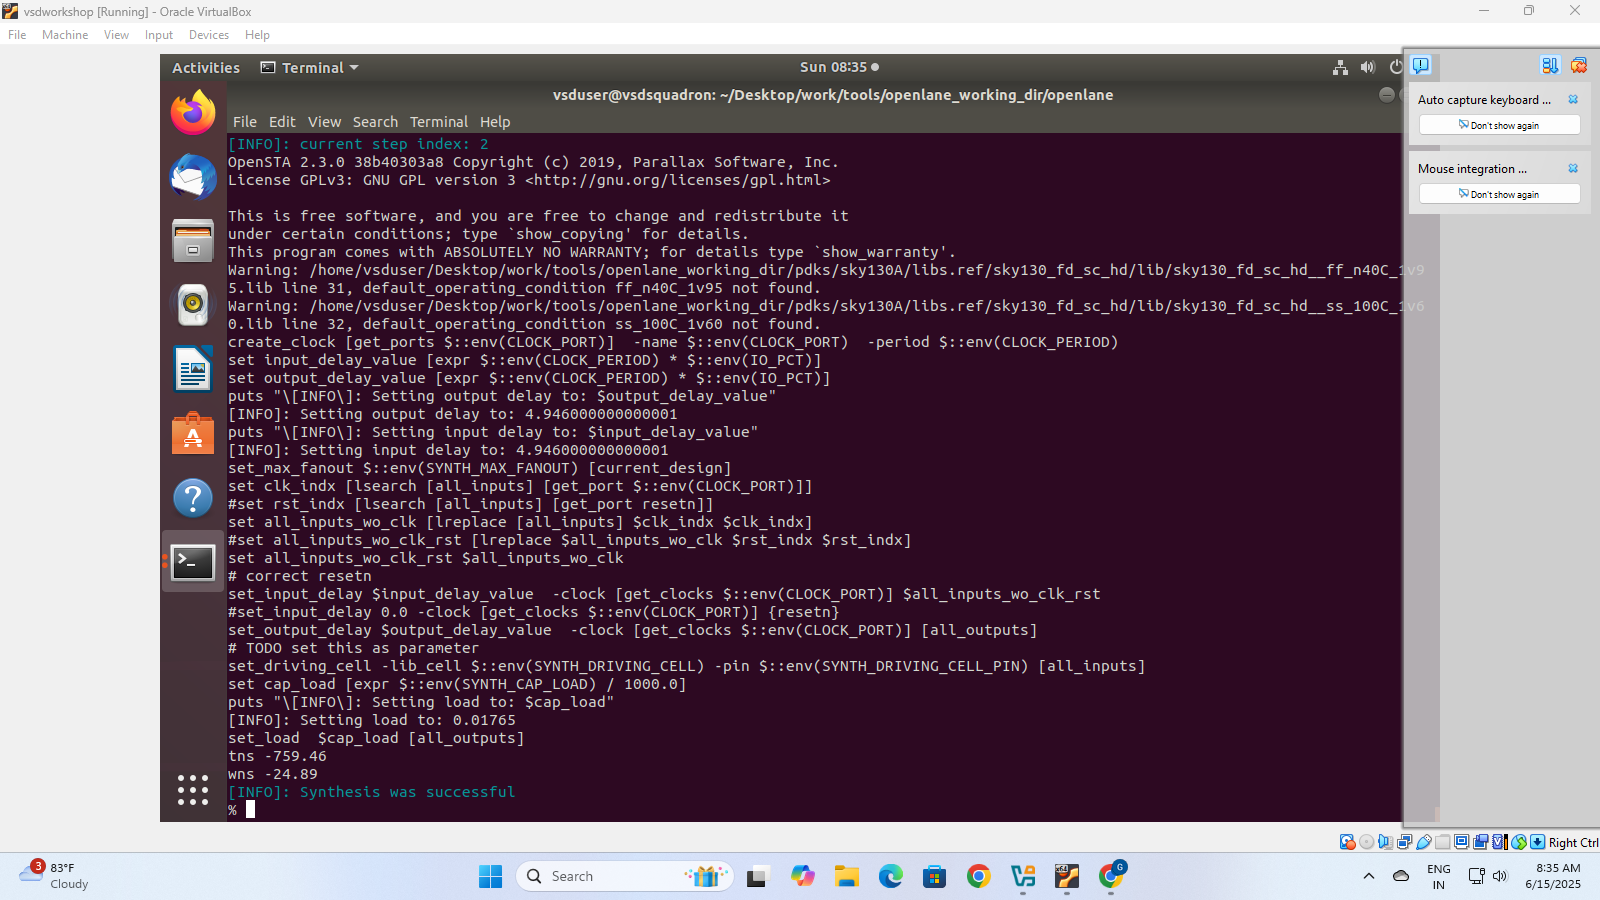 vsdworkshop [Running] - Oracle VirtualBox
File Machine View Input Devices Help
Activities Terminal Sun 08:35
vsduser@vsdsquadron: ~/Desktop/work/tools/openlane_working_dir/openlane
File Edit View Search Terminal Help
[INFO]: current step index: 2
OpenSTA 2.3.0 38b40303a8 Copyright (c) 2019, Parallax Software, Inc.
License GPLv3: GNU GPL version 3 <http://gnu.org/licenses/gpl.html>
This is free software, and you are free to change and redistribute it
under certain conditions; type `show_copying' for details.
This program comes with ABSOLUTELY NO WARRANTY; for details type `show_warranty'.
Warning: /home/vsduser/Desktop/work/tools/openlane_working_dir/pdks/sky130A/libs.ref/sky130_fd_sc_hd/lib/sky130_fd_sc_hd__ff_n40C_1v9
5.lib line 31, default_operating_condition ff_n40C_1v95 not found.
Warning: /home/vsduser/Desktop/work/tools/openlane_working_dir/pdks/sky130A/libs.ref/sky130_fd_sc_hd/lib/sky130_fd_sc_hd__ss_100C_1v6
0.lib line 32, default_operating_condition ss_100C_1v60 not found.
create_clock [get_ports $::env(CLOCK_PORT)]  -name $::env(CLOCK_PORT)  -period $::env(CLOCK_PERIOD)
set input_delay_value [expr $::env(CLOCK_PERIOD) * $::env(IO_PCT)]
set output_delay_value [expr $::env(CLOCK_PERIOD) * $::env(IO_PCT)]
puts "\[INFO\]: Setting output delay to: $output_delay_value"
[INFO]: Setting output delay to: 4.946000000000001
puts "\[INFO\]: Setting input delay to: $input_delay_value"
[INFO]: Setting input delay to: 4.946000000000001
set_max_fanout $::env(SYNTH_MAX_FANOUT) [current_design]
set clk_indx [lsearch [all_inputs] [get_port $::env(CLOCK_PORT)]]
#set rst_indx [lsearch [all_inputs] [get_port resetn]]
set all_inputs_wo_clk [lreplace [all_inputs] $clk_indx $clk_indx]
#set all_inputs_wo_clk_rst [lreplace $all_inputs_wo_clk $rst_indx $rst_indx]
set all_inputs_wo_clk_rst $all_inputs_wo_clk
# correct resetn
set_input_delay $input_delay_value  -clock [get_clocks $::env(CLOCK_PORT)] $all_inputs_wo_clk_rst
#set_input_delay 0.0 -clock [get_clocks $::env(CLOCK_PORT)] {resetn}
set_output_delay $output_delay_value  -clock [get_clocks $::env(CLOCK_PORT)] [all_outputs]
# TODO set this as parameter
set_driving_cell -lib_cell $::env(SYNTH_DRIVING_CELL) -pin $::env(SYNTH_DRIVING_CELL_PIN) [all_inputs]
set cap_load [expr $::env(SYNTH_CAP_LOAD) / 1000.0]
puts "\[INFO\]: Setting load to: $cap_load"
[INFO]: Setting load to: 0.01765
set_load  $cap_load [all_outputs]
tns -759.46
wns -24.89
[INFO]: Synthesis was successful
%
Auto capture keyboard ...
Don't show again
Mouse integration ...
Don't show again
Right Ctrl
3
83°F
Cloudy
Search
G
ENG
IN
8:35 AM
6/15/2025